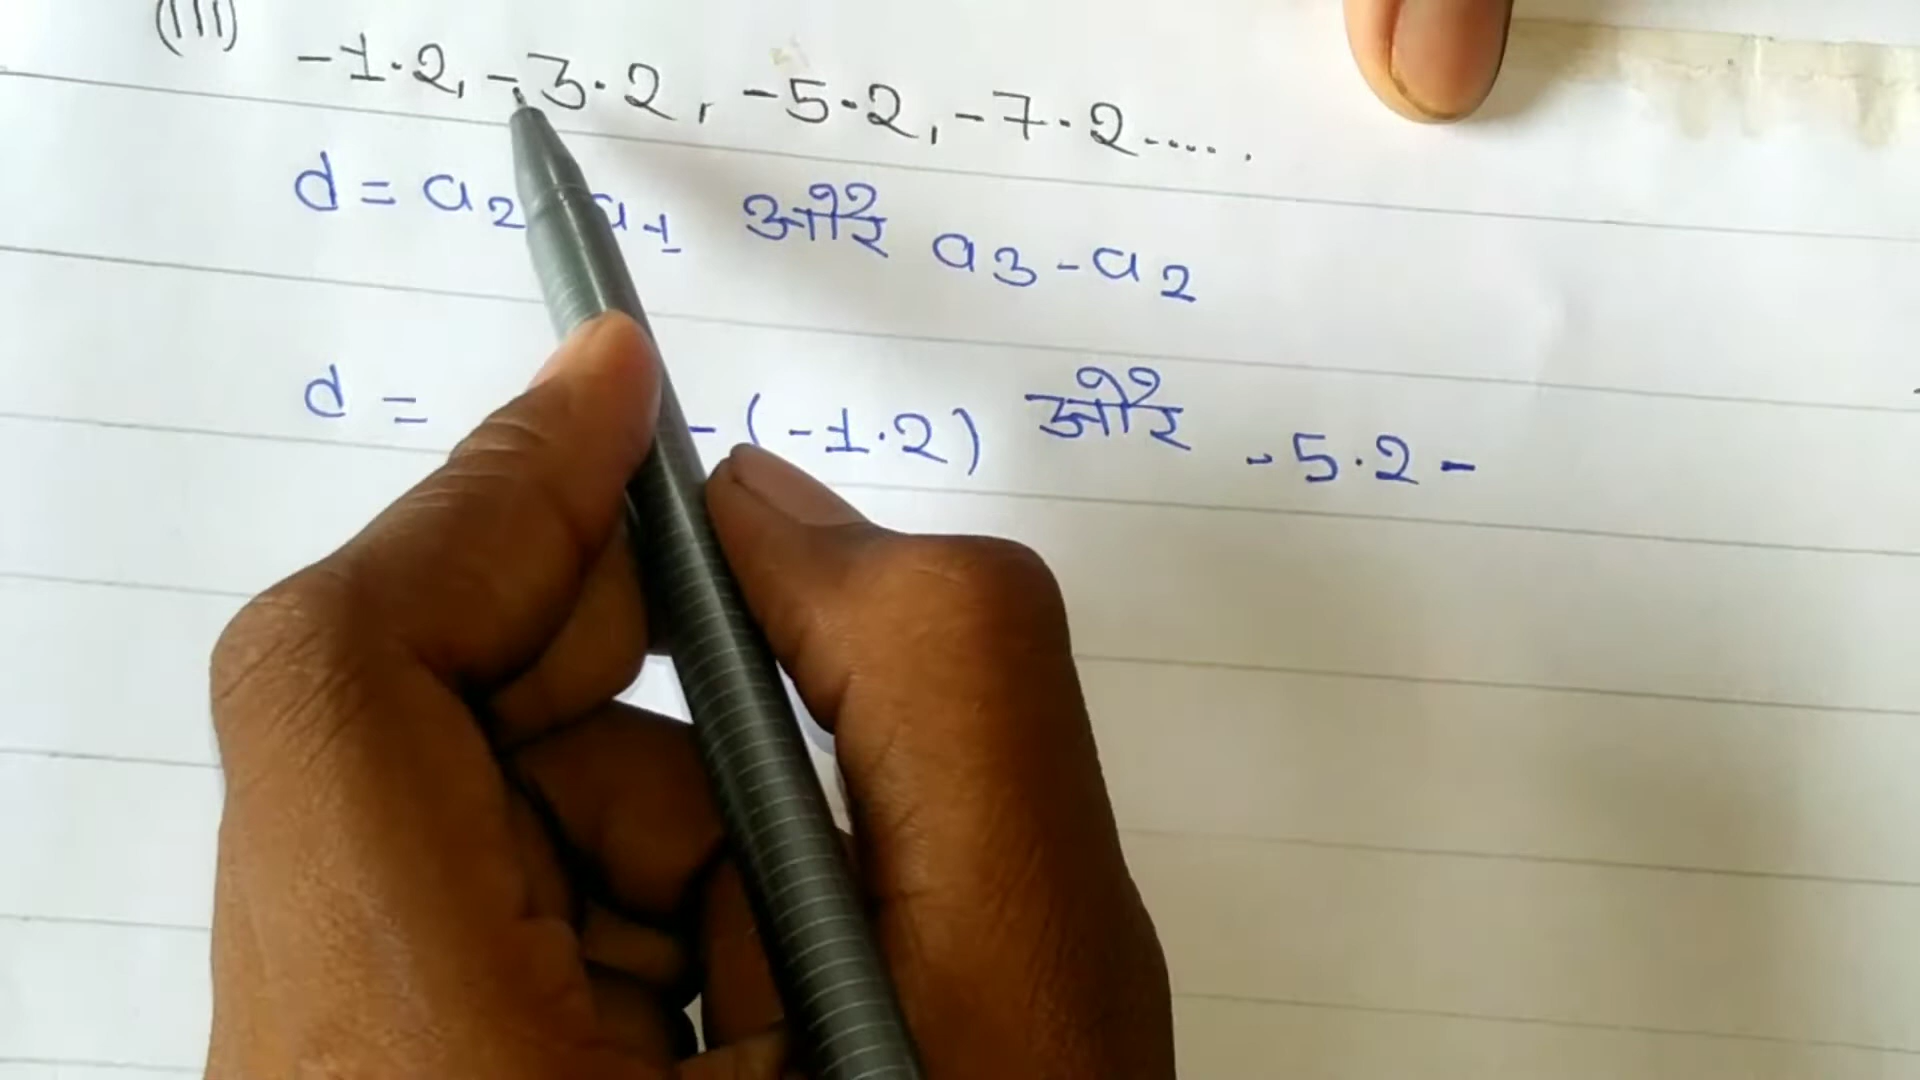 (iii) -1.2, -3.2, -5.2, -7.2.....
d = a2 a1 और a3 - a2
d = - (-1.2) और -5.2 -